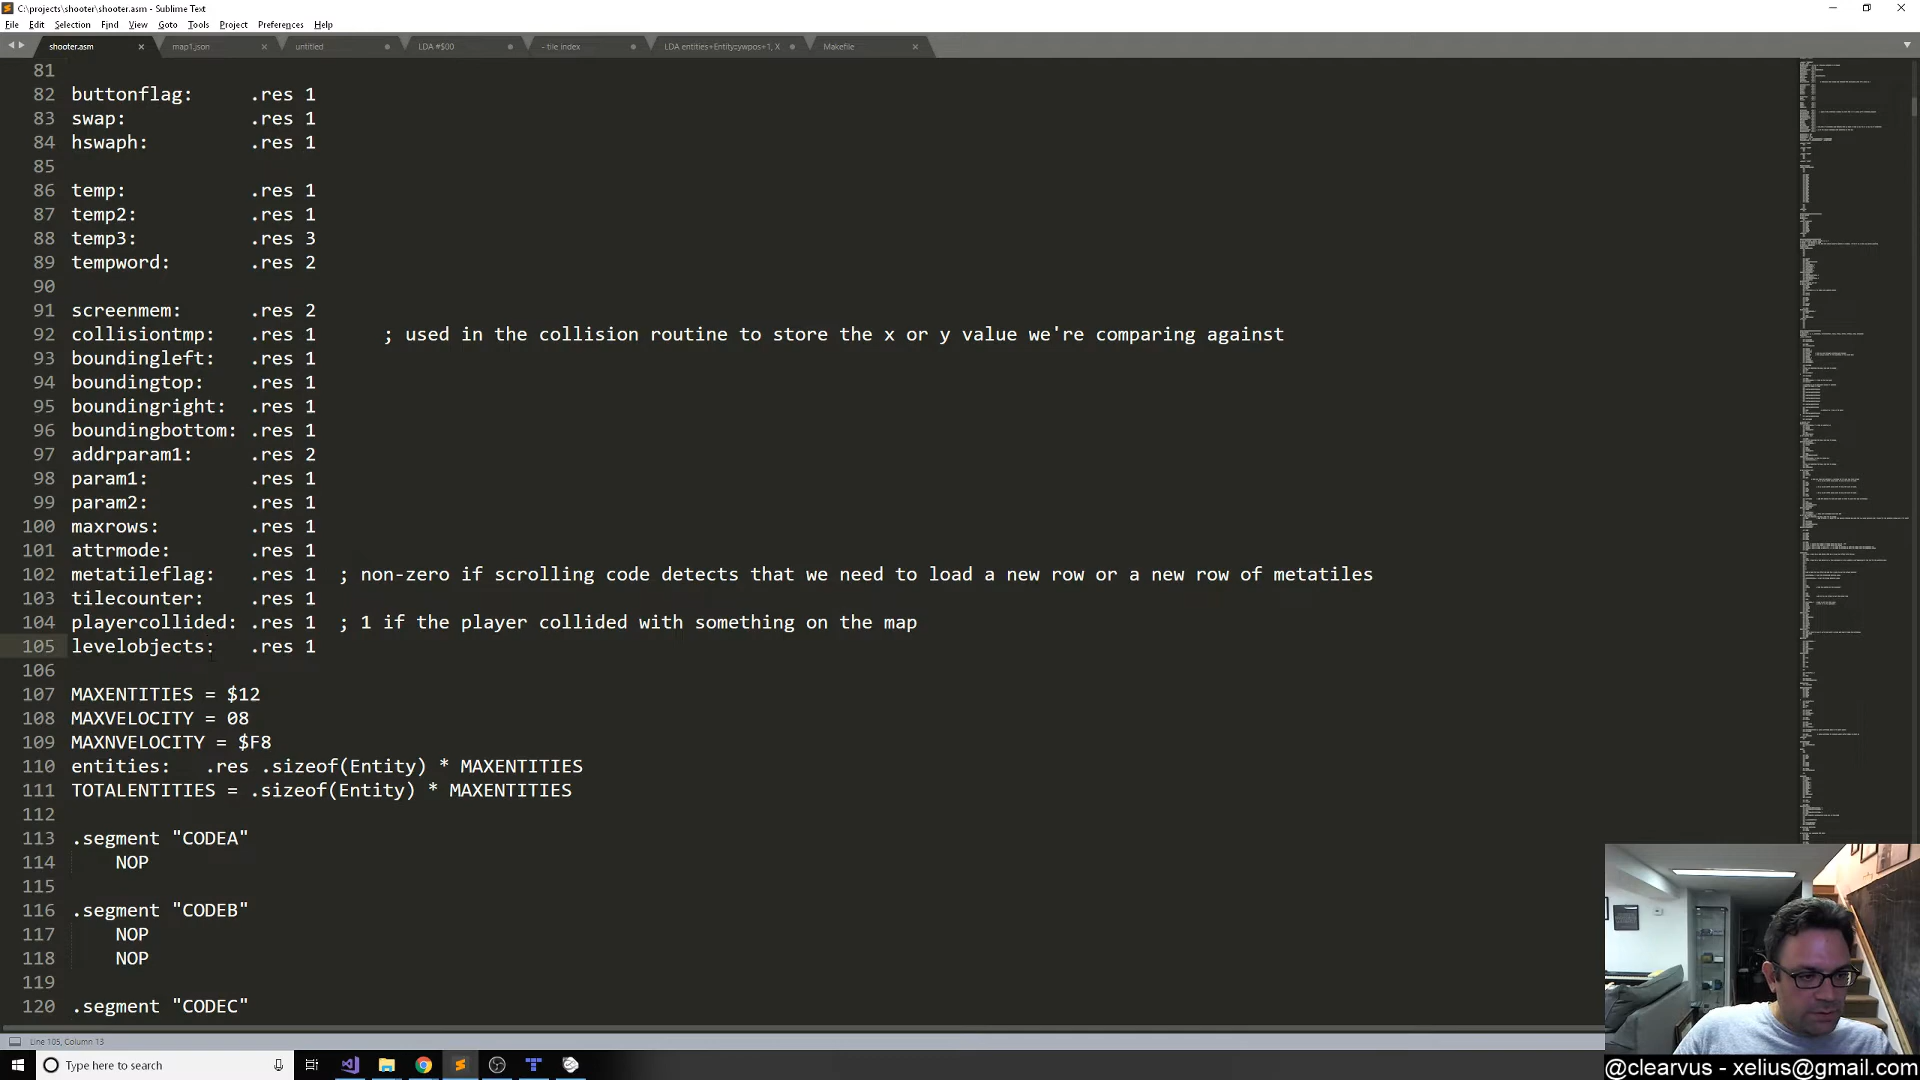 C:\projects\shooter\shooter.asm - Sublime Text
File Edit Selection Find View Goto Tools Project Preferences Help
shooter.asm map1.json untitled LDA #$00 - tile index LDA entities+Entity::ypos+1, X Makefile
81
82 buttonflag: .res 1
83 swap: .res 1
84 hswaph: .res 1
85
86 temp: .res 1
87 temp2: .res 1
88 temp3: .res 3
89 tempword: .res 2
90
91 screenmem: .res 2
92 collisiontmp: .res 1 ; used in the collision routine to store the x or y value we're comparing against
93 boundingleft: .res 1
94 boundingtop: .res 1
95 boundingright: .res 1
96 boundingbottom: .res 1
97 addrparam1: .res 2
98 param1: .res 1
99 param2: .res 1
100 maxrows: .res 1
101 attrmode: .res 1
102 metatileflag: .res 1 ; non-zero if scrolling code detects that we need to load a new row or a new row of metatiles
103 tilecounter: .res 1
104 playercollided: .res 1 ; 1 if the player collided with something on the map
105 levelobjects: .res 1
106
107 MAXENTITIES = $12
108 MAXVELOCITY = 08
109 MAXNVELOCITY = $F8
110 entities: .res .sizeof(Entity) * MAXENTITIES
111 TOTALENTITIES = .sizeof(Entity) * MAXENTITIES
112
113 .segment "CODEA"
114 NOP
115
116 .segment "CODEB"
117 NOP
118 NOP
119
120 .segment "CODEC"
Line 105, Column 13
Type here to search
@clearvus - xelius@gmail.com